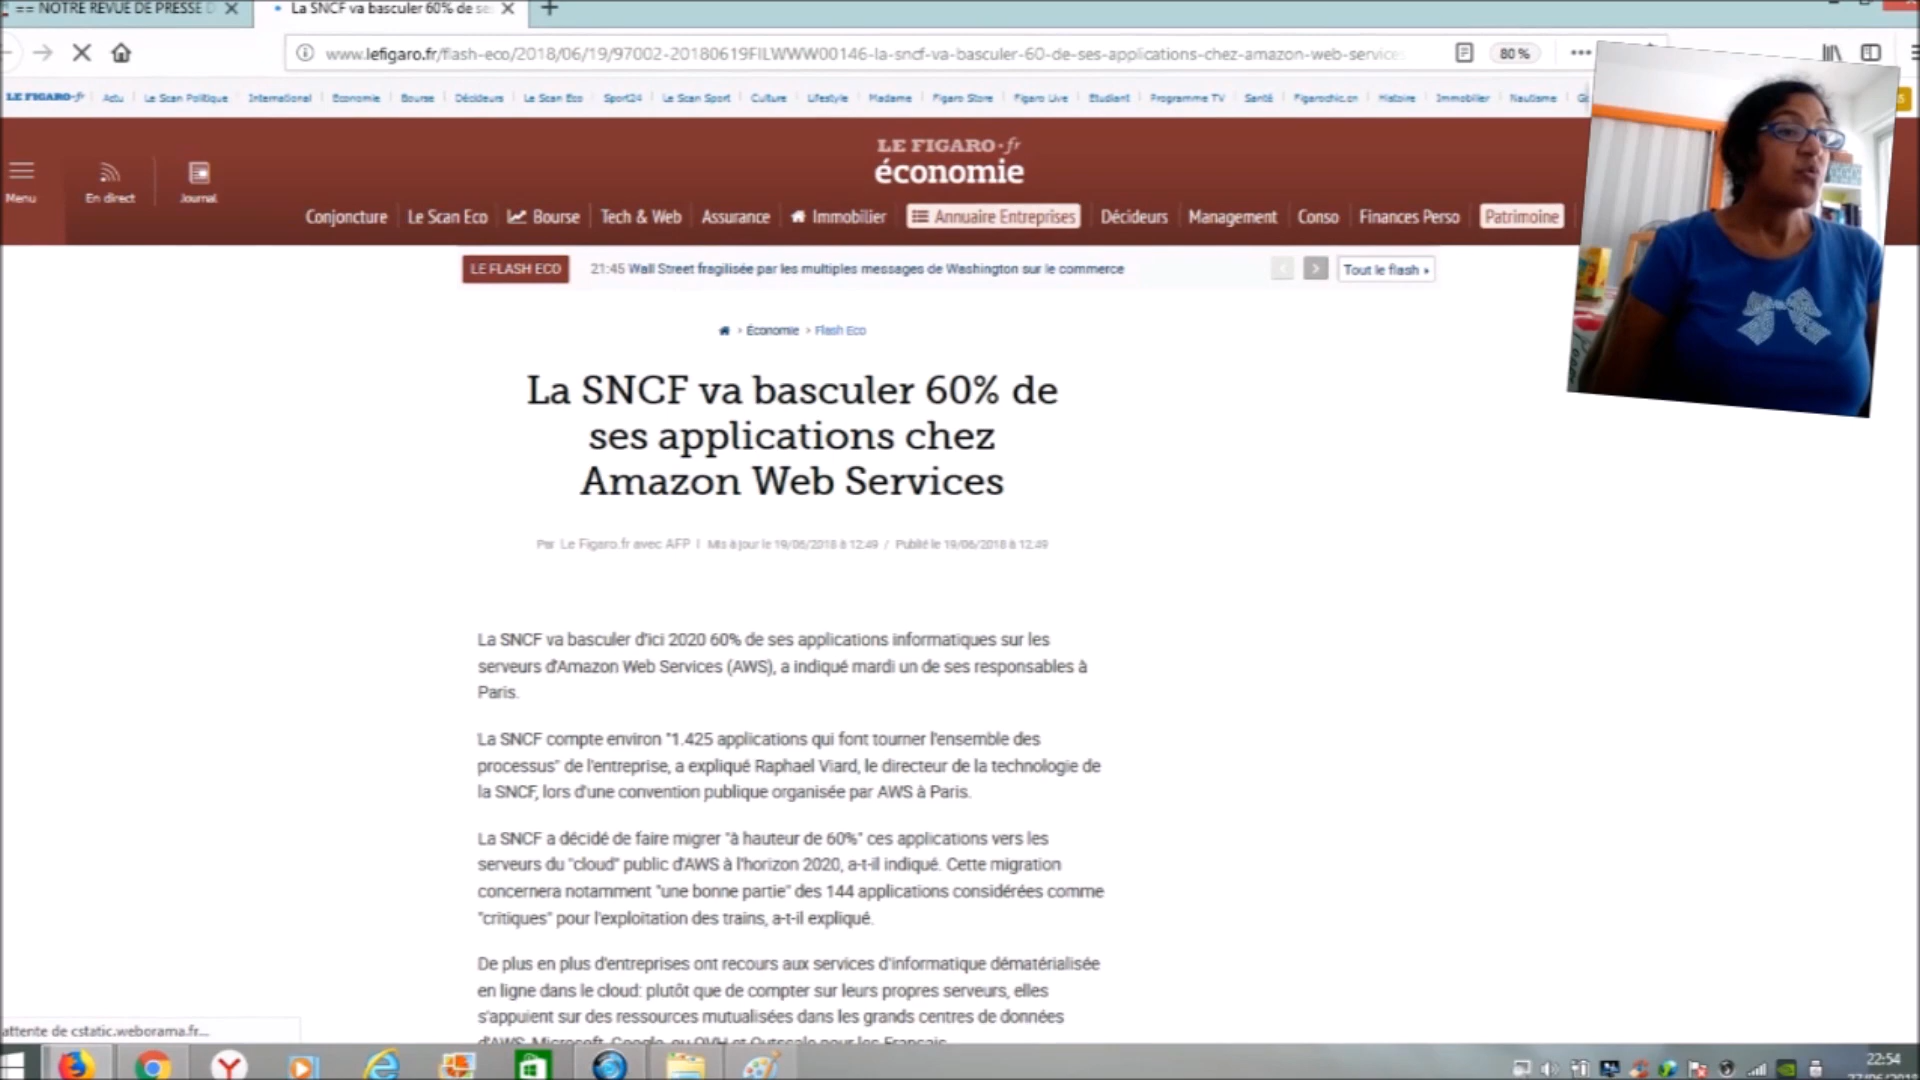 == NOTRE REVUE DE PRESSE
La SNCF va basculer 60% de se
www.lefigaro.fr/flash-eco/2018/06/19/97002-20180619FILWWW00146-la-sncf-va-basculer-60-de-ses-applications-chez-amazon-web-services
80 %
LE FIGARO·fr Actu Le Scan Politique International Economie Bourse Décideurs Le Scan Eco Sport24 Le Scan Sport Culture Lifestyle Madame Figaro Store Figaro Live Etudiant Programme TV Santé Figarochic.cn Histoire Immobilier Nautisme
LE FIGARO·fr
économie
Menu
En direct
Journal
Conjoncture Le Scan Eco Bourse Tech & Web Assurance Immobilier Annuaire Entreprises Décideurs Management Conso Finances Perso Patrimoine
LE FLASH ECO 21:45 Wall Street fragilisée par les multiples messages de Washington sur le commerce Tout le flash
> Économie > Flash Eco
La SNCF va basculer 60% de
ses applications chez
Amazon Web Services
Par Le Figaro.fr avec AFP | Mis à jour le 19/06/2018 à 12:49 / Publié le 19/06/2018 à 12:49
La SNCF va basculer d'ici 2020 60% de ses applications informatiques sur les
serveurs d'Amazon Web Services (AWS), a indiqué mardi un de ses responsables à
Paris.
La SNCF compte environ "1.425 applications qui font tourner l'ensemble des
processus" de l'entreprise, a expliqué Raphael Viard, le directeur de la technologie de
la SNCF, lors d'une convention publique organisée par AWS à Paris.
La SNCF a décidé de faire migrer "à hauteur de 60%" ces applications vers les
serveurs du "cloud" public d'AWS à l'horizon 2020, a-t-il indiqué. Cette migration
concernera notamment "une bonne partie" des 144 applications considérées comme
"critiques" pour l'exploitation des trains, a-t-il expliqué.
De plus en plus d'entreprises ont recours aux services d'informatique dématérialisée
en ligne dans le cloud: plutôt que de compter sur leurs propres serveurs, elles
s'appuient sur des ressources mutualisées dans les grands centres de données
d'AWS, Microsoft, Google, ou OVH et Outscale pour les Français.
attente de cstatic.weborama.fr...
22:54